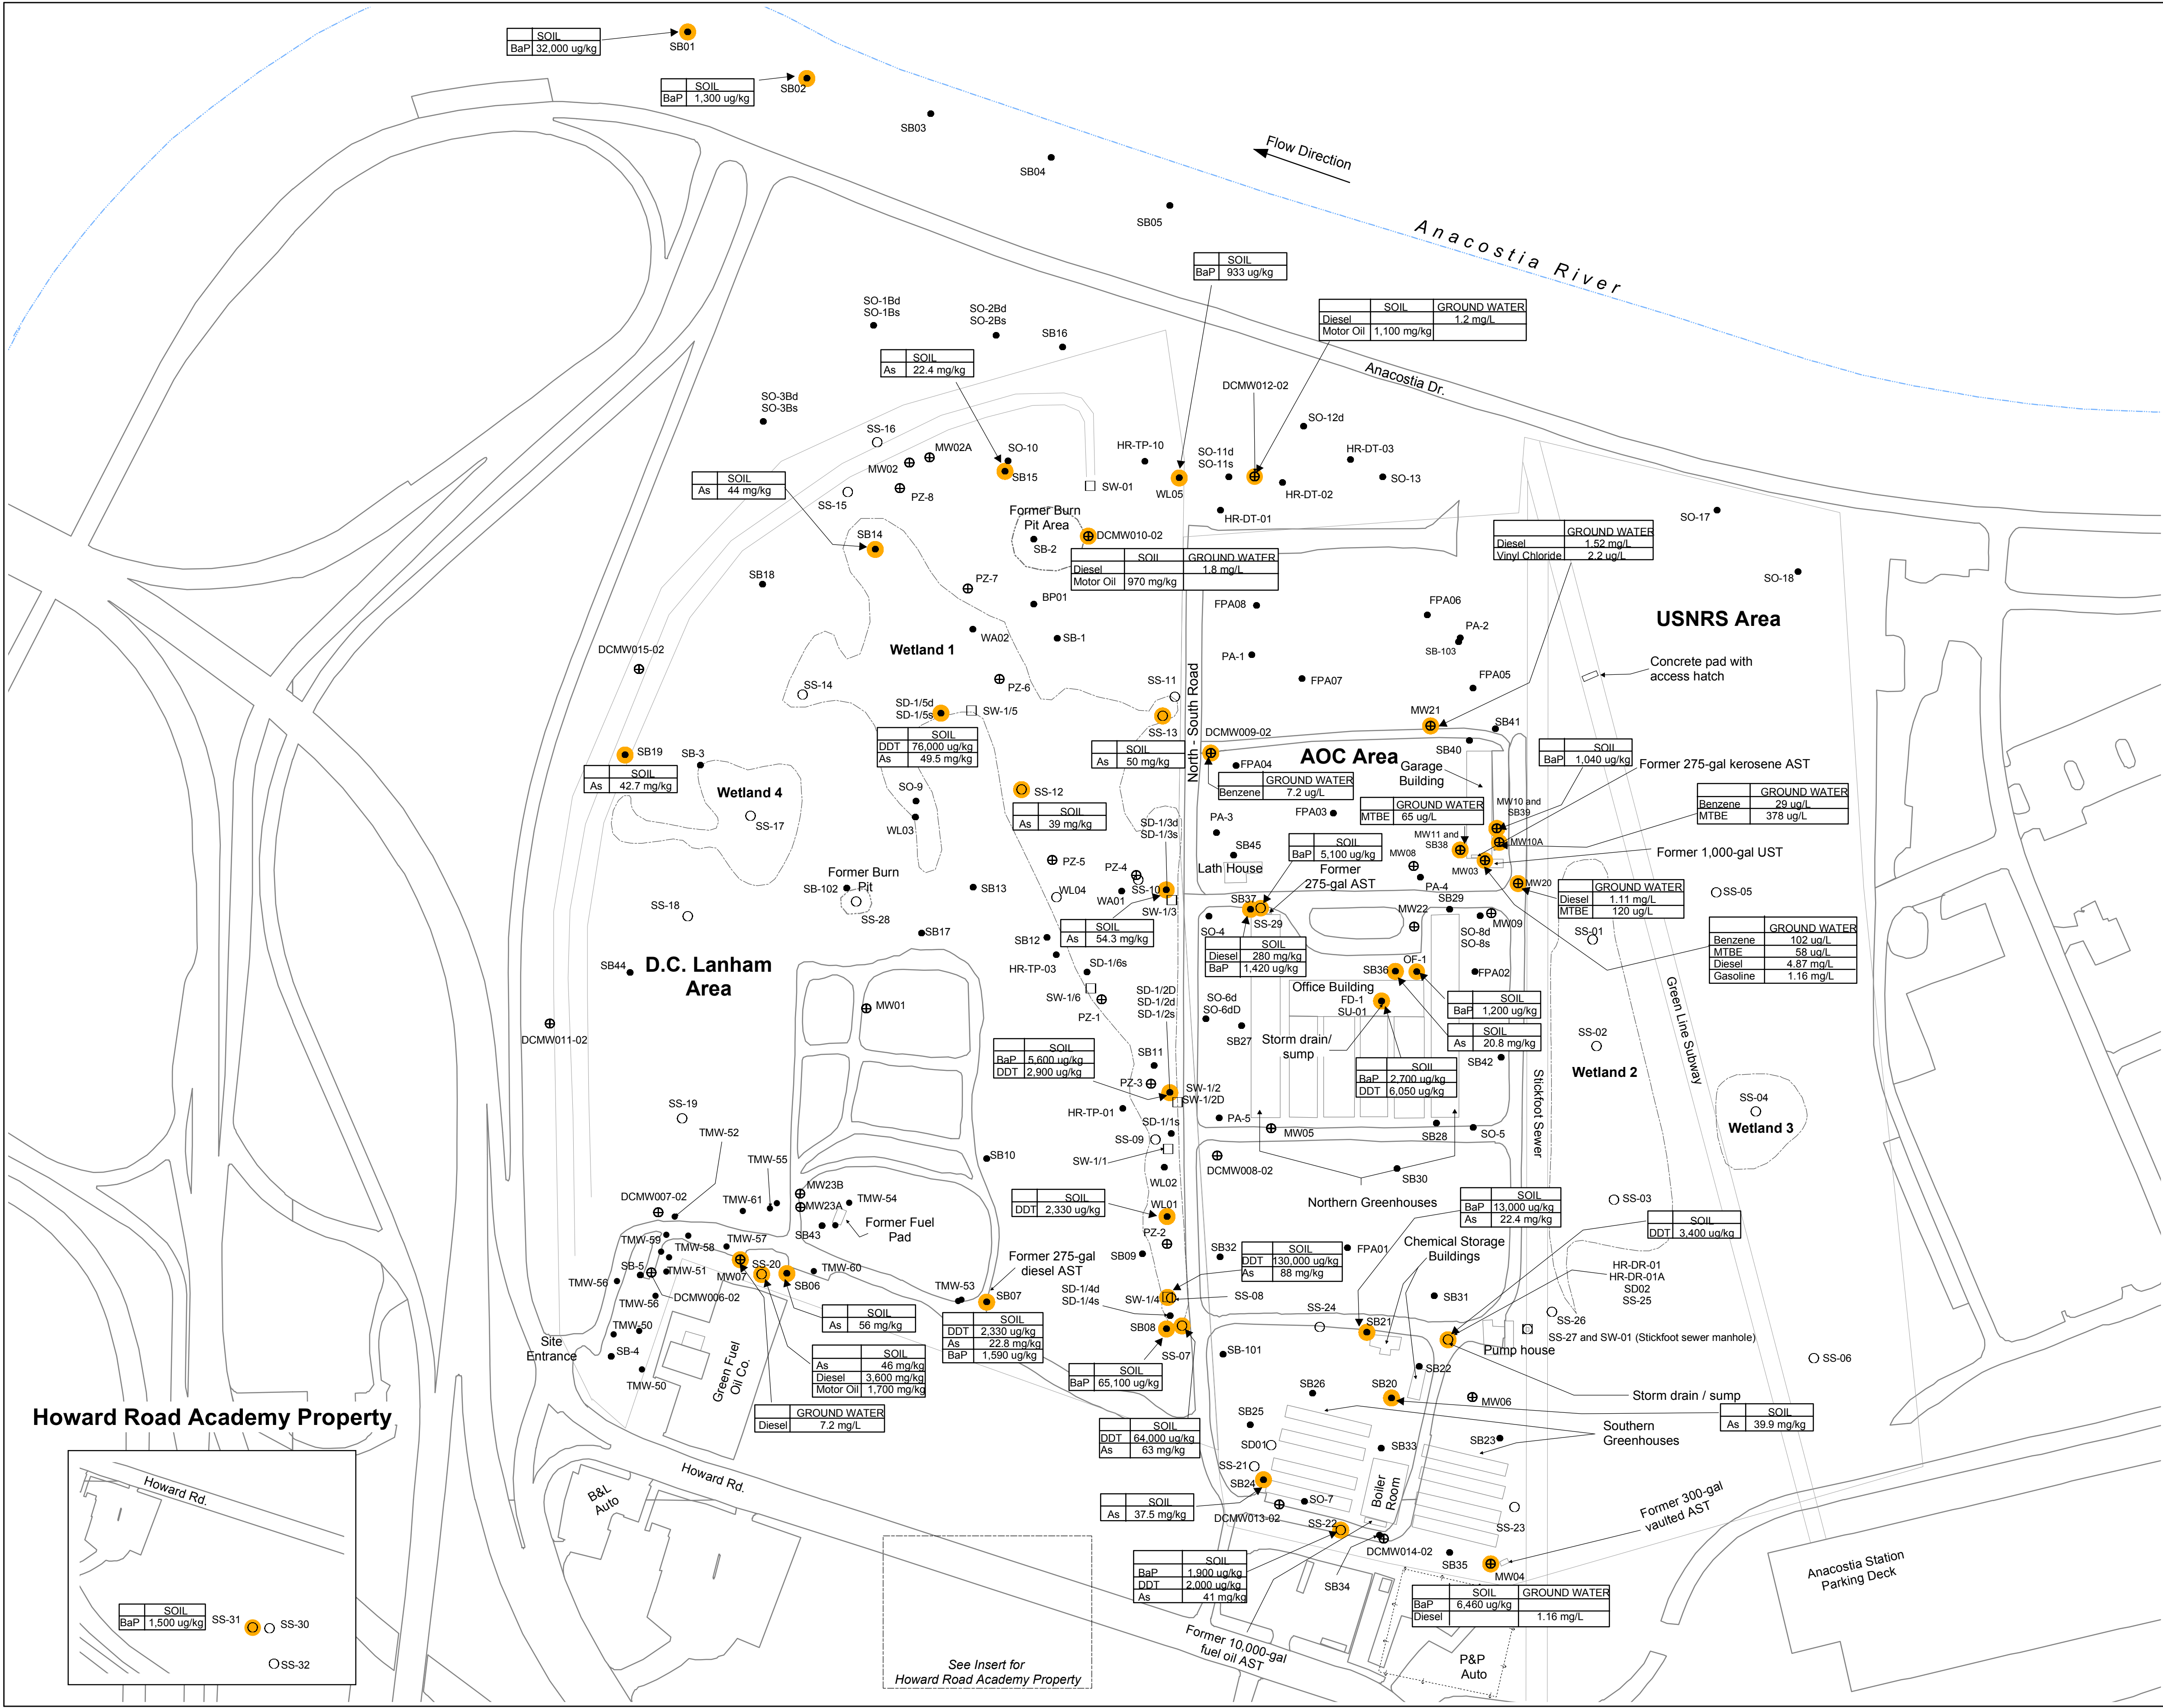 SOIL
BaP 32,000 ug/kg
SB01
SOIL
BaP 1,300 ug/kg
SB02
SB03
SB04
SB05
Flow Direction
Anacostia River
SOIL
BaP 933 ug/kg
SOIL GROUND WATER
Diesel 1.2 mg/L
Motor Oil 1,100 mg/kg
SO-1Bd
SO-1Bs
SO-2Bd
SO-2Bs
SB16
SOIL
As 22.4 mg/kg
Anacostia Dr.
DCMW012-02
SO-3Bd
SO-3Bs
SS-16
MW02A
MW02
SO-10
SB15
HR-TP-10
SO-11d
SO-11s
SO-12d
HR-DT-03
SO-13
HR-DT-02
HR-DT-01
WL05
SW-01
SOIL
As 44 mg/kg
SS-15
PZ-8
SB14
Former Burn
Pit Area
SB-2
DCMW010-02
SOIL GROUND WATER
Diesel 1.8 mg/L
Motor Oil 970 mg/kg
GROUND WATER
Diesel 1.52 mg/L
Vinyl Chloride 2.2 ug/L
SO-17
SO-18
SB18
PZ-7
BP01
WA02
SB-1
FPA08
FPA06
PA-2
SB-103
USNRS Area
Wetland 1
DCMW015-02
PA-1
FPA07
FPA05
Concrete pad with
access hatch
SS-14
PZ-6
SS-11
SS-13
SD-1/5d
SD-1/5s
SW-1/5
SOIL
DDT 76,000 ug/kg
As 49.5 mg/kg
SOIL
As 50 mg/kg
North - South Road
DCMW009-02
MW21
SB41
SB40
AOC Area
Garage
Building
SOIL
BaP 1,040 ug/kg
Former 275-gal kerosene AST
SB19
SOIL
As 42.7 mg/kg
SB-3
Wetland 4
SS-17
SO-9
WL03
SS-12
SOIL
As 39 mg/kg
FPA04
GROUND WATER
Benzene 7.2 ug/L
FPA03
GROUND WATER
MTBE 65 ug/L
MW10 and
SB39
GROUND WATER
Benzene 29 ug/L
MTBE 378 ug/L
SD-1/3d
SD-1/3s
PA-3
SB45
Lath House
SOIL
BaP 5,100 ug/kg
Former
275-gal AST
MW11 and
SB38
MW10A
MW08
MW03
Former 1,000-gal UST
PA-4
MW20
GROUND WATER
Diesel 1.11 mg/L
MTBE 120 ug/L
SS-05
Former Burn
Pit
SB-102
SS-28
SB13
PZ-5
PZ-4
WL04
WA01
SS-10
SW-1/3
SOIL
As 54.3 mg/kg
SB37
SS-29
SO-4
SOIL
Diesel 280 mg/kg
BaP 1,420 ug/kg
MW22
SB29
MW09
SO-8d
SO-8s
SS-01
GROUND WATER
Benzene 102 ug/L
MTBE 58 ug/L
Diesel 4.87 mg/L
Gasoline 1.16 mg/L
SS-18
SB17
SB12
HR-TP-03
SD-1/6s
SW-1/6
PZ-1
SB44
D.C. Lanham
Area
MW01
DCMW011-02
SD-1/2D
SD-1/2d
SD-1/2s
SO-6d
SO-6dD
SB27
Office Building
SB36
OF-1
FPA02
FD-1
SU-01
Storm drain/
sump
SOIL
BaP 1,200 ug/kg
SOIL
As 20.8 mg/kg
SB42
Green Line Subway
SS-02
Wetland 2
SOIL
BaP 5,600 ug/kg
DDT 2,900 ug/kg
SB11
PZ-3
SW-1/2
SW-1/2D
SOIL
BaP 2,700 ug/kg
DDT 6,050 ug/kg
Stickfoot Sewer
SS-04
Wetland 3
SS-19
HR-TP-01
SD-1/1s
SS-09
SW-1/1
WL02
PA-5
MW05
SB28
SO-5
DCMW008-02
SB30
Northern Greenhouses
SB10
TMW-52
TMW-55
MW23B
MW23A
TMW-54
TMW-61
DCMW007-02
SB43
Former Fuel
Pad
SOIL
DDT 2,330 ug/kg
WL01
PZ-2
SB09
SB32
SOIL
DDT 130,000 ug/kg
As 88 mg/kg
FPA01
Chemical Storage
Buildings
SOIL
BaP 13,000 ug/kg
As 22.4 mg/kg
SS-03
SOIL
DDT 3,400 ug/kg
TMW-59
TMW-58
TMW-57
SB-5
TMW-51
TMW-56
TMW-56
DCMW006-02
MW07
SS-20
SB06
TMW-60
TMW-53
SB07
Former 275-gal
diesel AST
SD-1/4d
SD-1/4s
SW-1/4
SS-08
SB08
SS-07
SS-24
SB21
SB31
HR-DR-01
HR-DR-01A
SD02
SS-25
SS-26
SS-27 and SW-01 (Stickfoot sewer manhole)
Pump house
SS-06
TMW-50
SB-4
TMW-50
Site
Entrance
Green Fuel
Oil Co.
SOIL
As 56 mg/kg
SOIL
As 46 mg/kg
Diesel 3,600 mg/kg
Motor Oil 1,700 mg/kg
GROUND WATER
Diesel 7.2 mg/L
SOIL
DDT 2,330 ug/kg
As 22.8 mg/kg
BaP 1,590 ug/kg
SOIL
BaP 65,100 ug/kg
SB-101
SB22
SB20
SB26
MW06
Storm drain / sump
SOIL
As 39.9 mg/kg
SOIL
DDT 64,000 ug/kg
As 63 mg/kg
SB25
SD01
SS-21
SB24
SB33
SB23
Southern
Greenhouses
Boiler
Room
SOIL
As 37.5 mg/kg
SO-7
DCMW013-02
SS-22
SS-23
DCMW014-02
SB35
MW04
Former 300-gal
vaulted AST
SB34
SOIL
BaP 1,900 ug/kg
DDT 2,000 ug/kg
As 41 mg/kg
SOIL GROUND WATER
BaP 6,460 ug/kg
Diesel 1.16 mg/L
Anacostia Station
Parking Deck
Former 10,000-gal
fuel oil AST
P&P
Auto
Howard Rd.
B&L
Auto
See Insert for
Howard Road Academy Property
Howard Road Academy Property
Howard Rd.
SOIL
BaP 1,500 ug/kg
SS-31
SS-30
SS-32